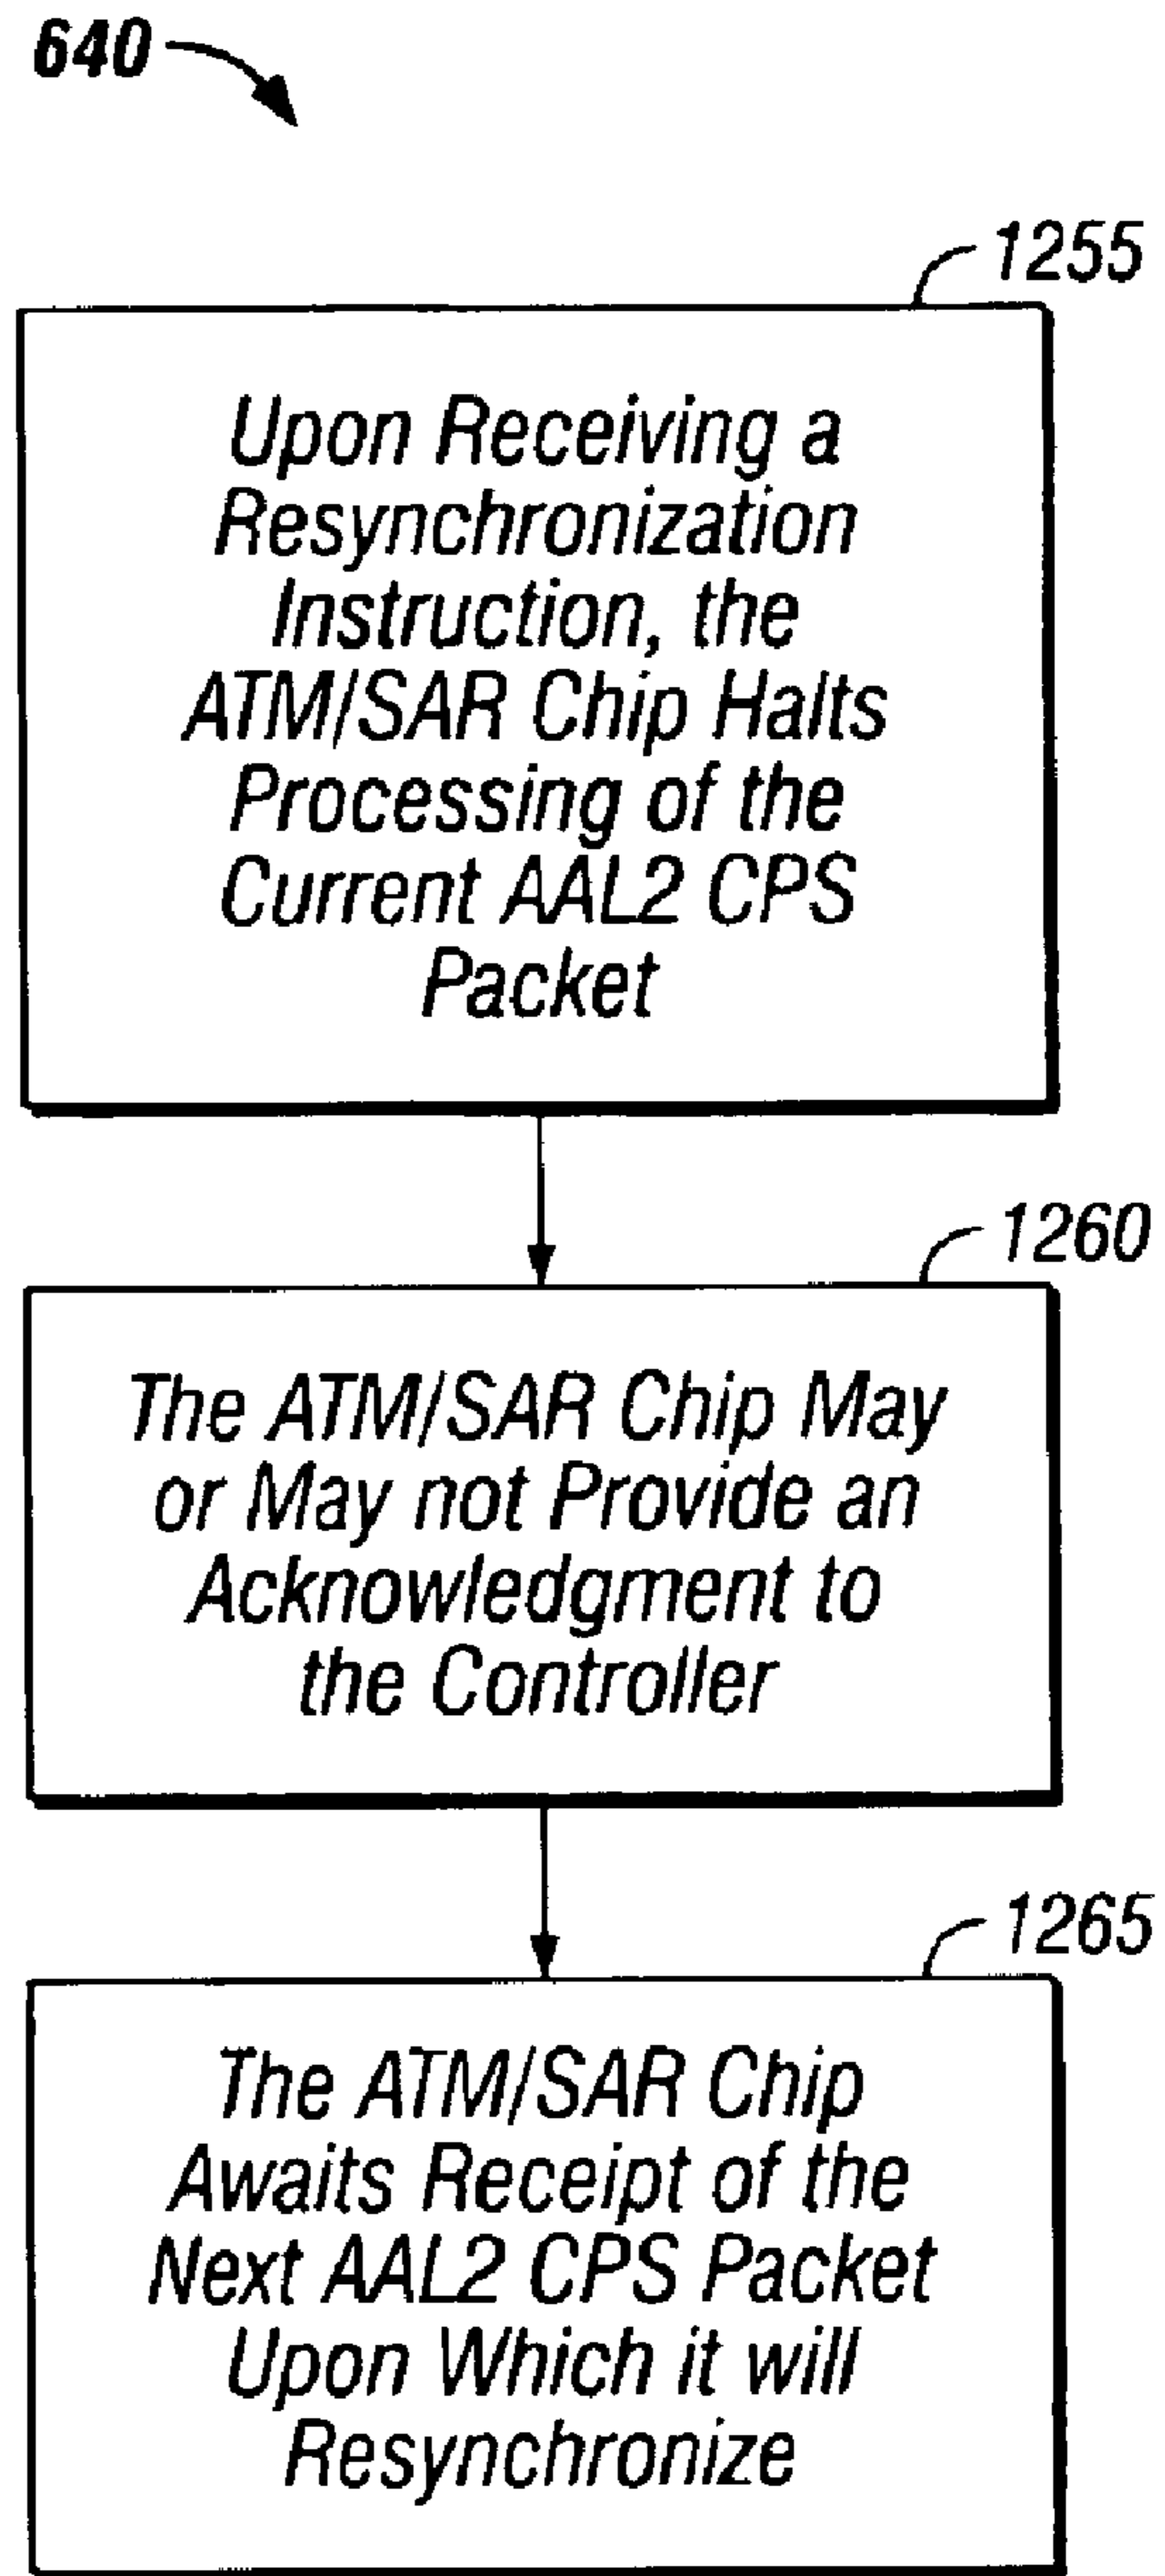 640
1255
Upon Receiving a
Resynchronization
Instruction, the
ATM/SAR Chip Halts
Processing of the
Current AAL2 CPS
Packet
1260
The ATM/SAR Chip May
or May not Provide an
Acknowledgment to
the Controller
1265
The ATM/SAR Chip
Awaits Receipt of the
Next AAL2 CPS Packet
Upon Which it will
Resynchronize